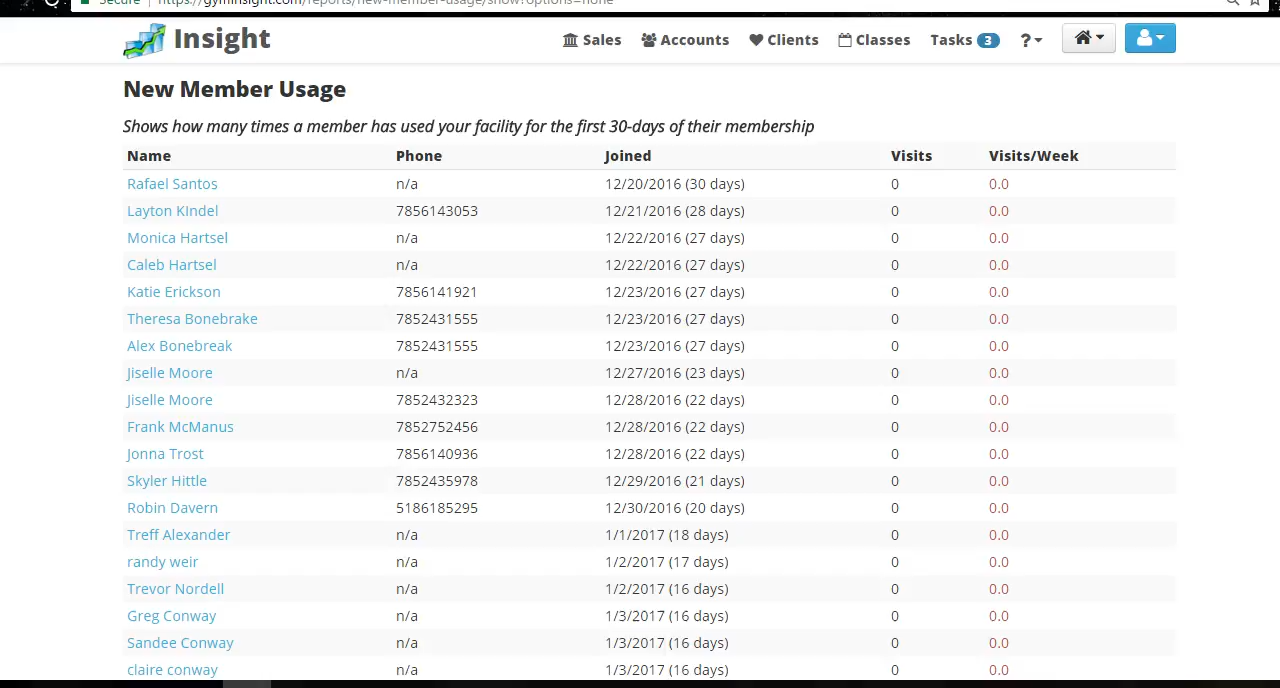 Secure https://gyminsight.com/reports/new-member-usage/show?options=none
Insight Sales Accounts Clients Classes Tasks 3 ?
New Member Usage
Shows how many times a member has used your facility for the first 30-days of their membership
Name Phone Joined Visits Visits/Week
Rafael Santos n/a 12/20/2016 (30 days) 0 0.0
Layton KIndel 7856143053 12/21/2016 (28 days) 0 0.0
Monica Hartsel n/a 12/22/2016 (27 days) 0 0.0
Caleb Hartsel n/a 12/22/2016 (27 days) 0 0.0
Katie Erickson 7856141921 12/23/2016 (27 days) 0 0.0
Theresa Bonebrake 7852431555 12/23/2016 (27 days) 0 0.0
Alex Bonebreak 7852431555 12/23/2016 (27 days) 0 0.0
Jiselle Moore n/a 12/27/2016 (23 days) 0 0.0
Jiselle Moore 7852432323 12/28/2016 (22 days) 0 0.0
Frank McManus 7852752456 12/28/2016 (22 days) 0 0.0
Jonna Trost 7856140936 12/28/2016 (22 days) 0 0.0
Skyler Hittle 7852435978 12/29/2016 (21 days) 0 0.0
Robin Davern 5186185295 12/30/2016 (20 days) 0 0.0
Treff Alexander n/a 1/1/2017 (18 days) 0 0.0
randy weir n/a 1/2/2017 (17 days) 0 0.0
Trevor Nordell n/a 1/2/2017 (16 days) 0 0.0
Greg Conway n/a 1/3/2017 (16 days) 0 0.0
Sandee Conway n/a 1/3/2017 (16 days) 0 0.0
claire conway n/a 1/3/2017 (16 days) 0 0.0